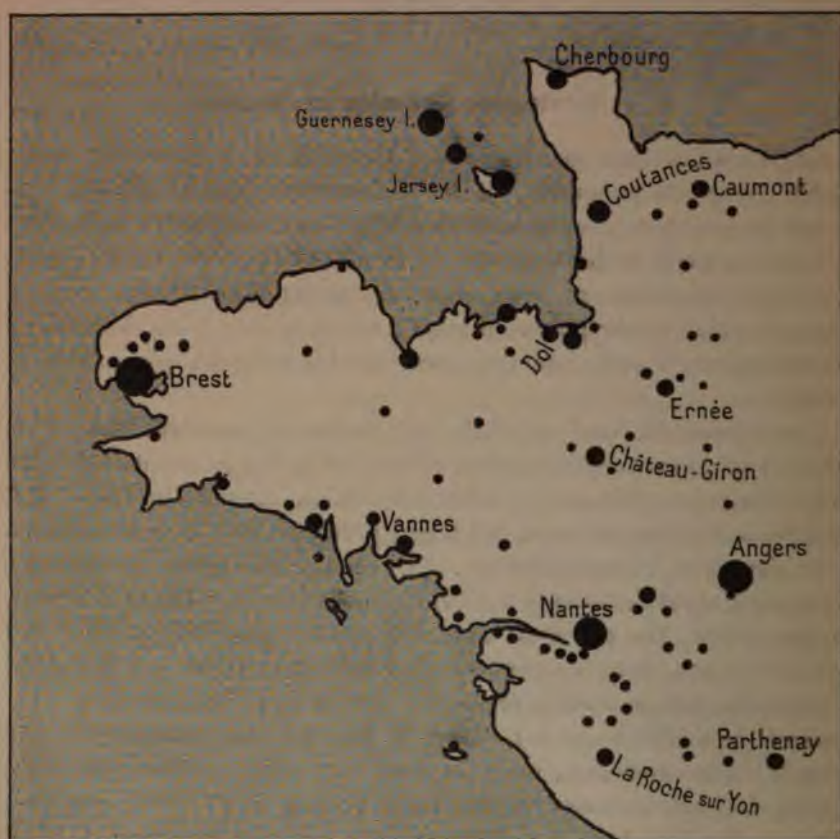 Cherbourg
Guernesey I.
Jersey I.
Coutances
Caumont
Dol
Brest
Ernée
Château-Giron
Vannes
Angers
Nantes
Parthenay
La Roche sur Yon